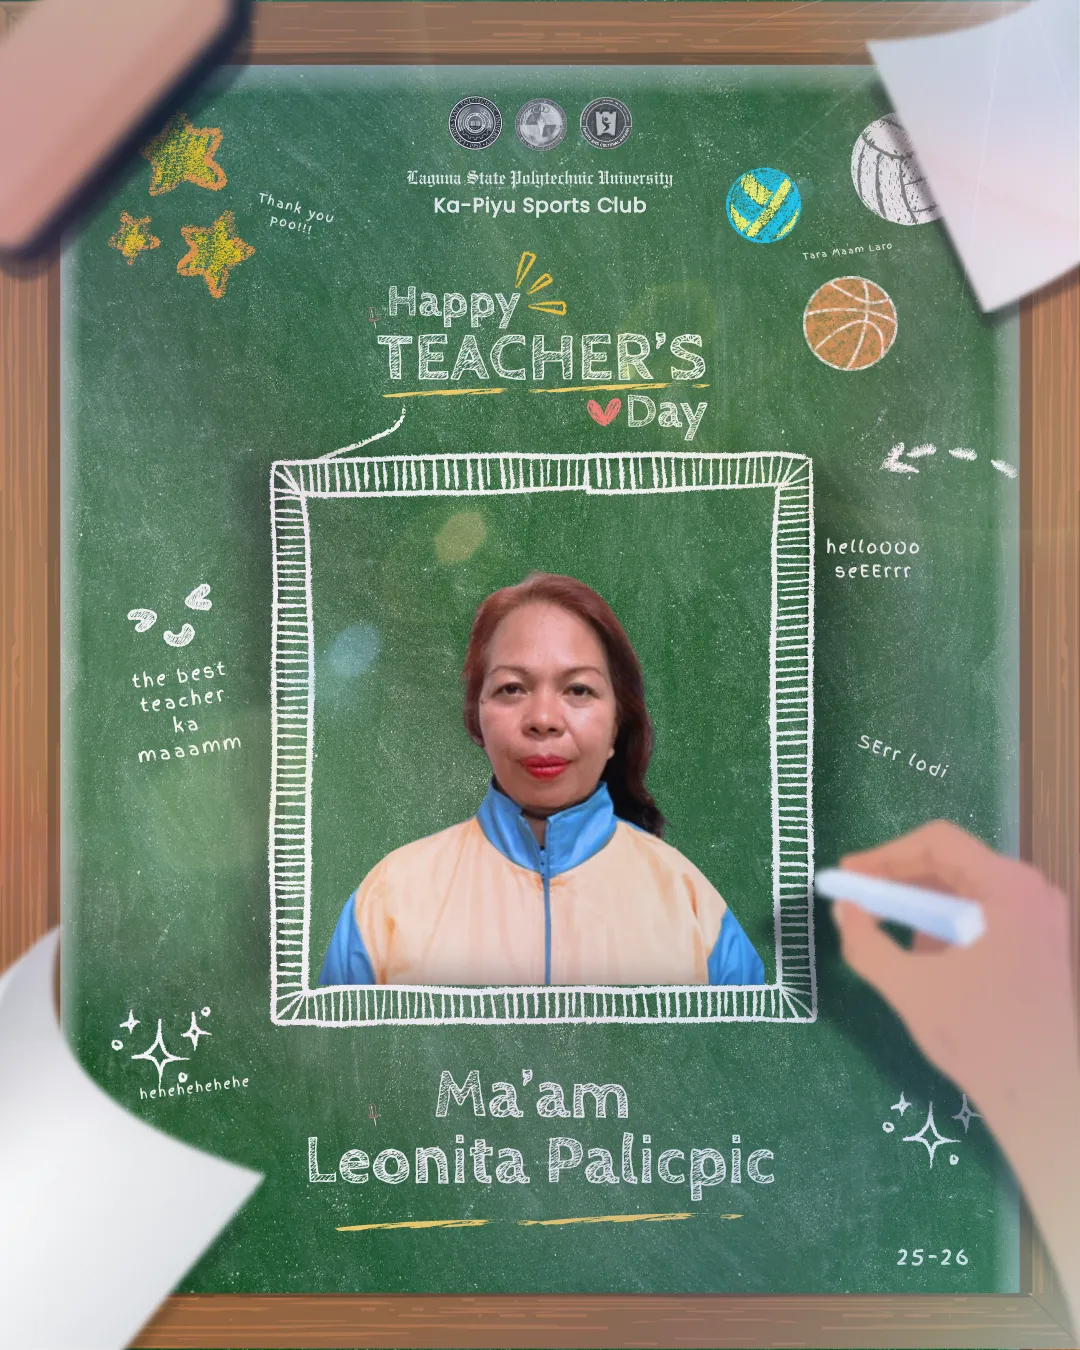 Laguna State Polytechnic University
Ka-Piyu Sports Club
Thank you
poo!!!
Tara Maam Laro
Happy
TEACHER'S
Day
helloOOo
seEErrr
the best
teacher
ka
maaamm
SErr lodi
hehehehehehe
Ma'am
Leonita Palicpic
25-26